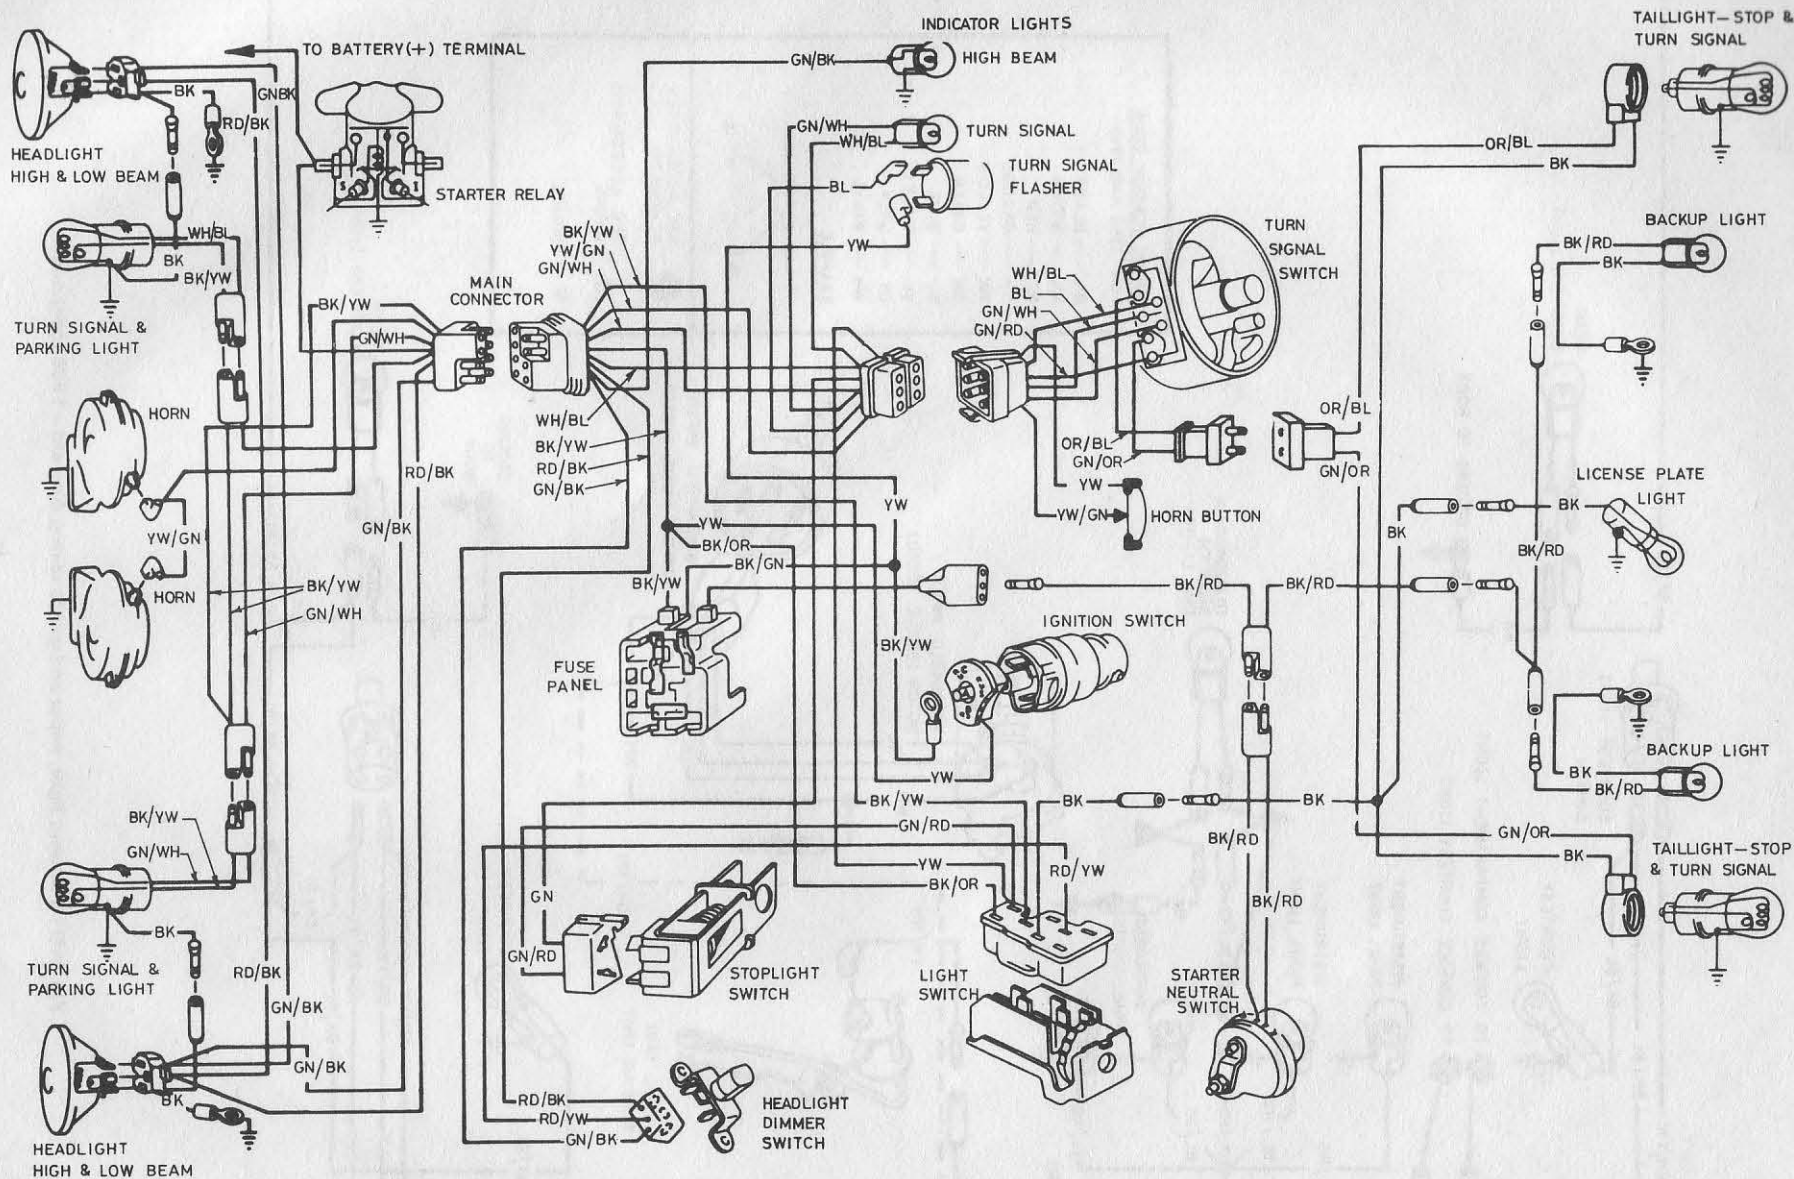 INDICATOR LIGHTS
HIGH BEAM
GN/BK
TAILLIGHT—STOP &
TURN SIGNAL
TO BATTERY(+) TERMINAL
GNBK
BK
RD/BK
HEADLIGHT
HIGH & LOW BEAM
S
I
STARTER RELAY
GN/WH
WH/BL
TURN SIGNAL
TURN SIGNAL
FLASHER
BL
YW
OR/BL
BK
WH/BL
BK
BK/YW
TURN SIGNAL &
PARKING LIGHT
BK/YW
YW/GN
GN/WH
MAIN
CONNECTOR
BK/YW
GN/WH
TURN
SIGNAL
SWITCH
WH/BL
BL
GN/WH
GN/RD
BACKUP LIGHT
BK/RD
BK
HORN
WH/BL
BK/YW
RD/BK
GN/BK
RD/BK
OR/BL
GN/OR
OR/BL
GN/OR
YW
YW/GN
HORN BUTTON
YW
LICENSE PLATE
LIGHT
BK
BK
YW/GN
GN/BK
YW
BK/OR
BK/GN
BK/YW
BK/RD
BK/RD
BK/RD
HORN
BK/YW
GN/WH
FUSE
PANEL
IGNITION SWITCH
BK/YW
YW
BACKUP LIGHT
BK
BK/RD
BK/YW
GN/WH
BK/YW
GN/RD
YW
BK/OR
RD/YW
BK
BK
BK/RD
BK/RD
GN/OR
BK
TAILLIGHT—STOP
& TURN SIGNAL
BK
GN
GN/RD
TURN SIGNAL &
PARKING LIGHT
RD/BK
GN/BK
STOPLIGHT
SWITCH
LIGHT
SWITCH
STARTER
NEUTRAL
SWITCH
GN/BK
BK
RD/BK
RD/YW
GN/BK
HEADLIGHT
DIMMER
SWITCH
HEADLIGHT
HIGH & LOW BEAM